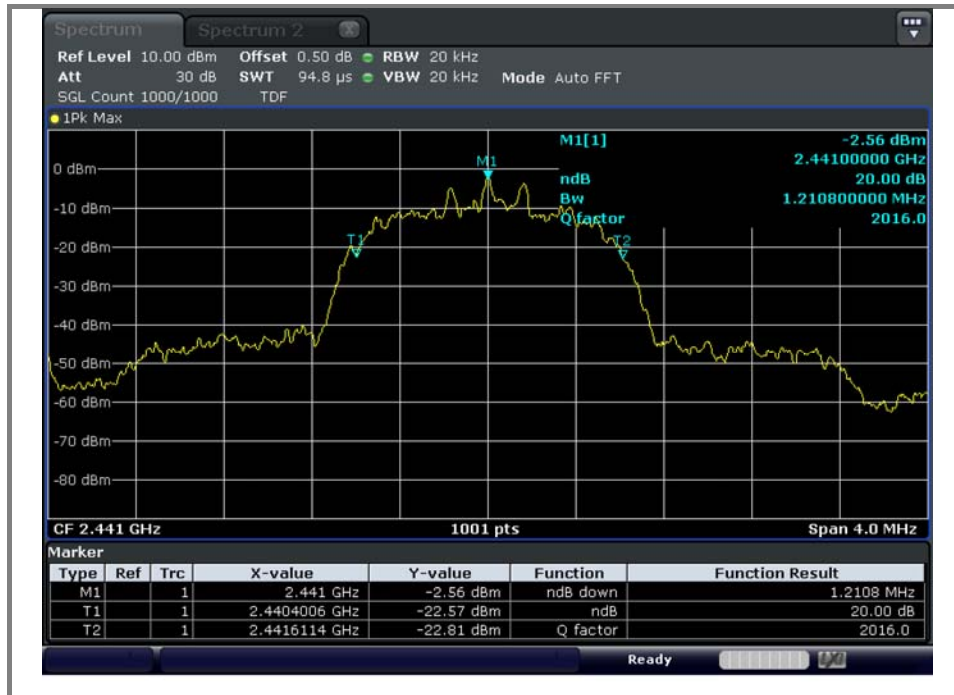 Spectrum Spectrum 2 X
Ref Level 10.00 dBm Offset 0.50 dB RBW 20 kHz
Att 30 dB SWT 94.8 µs VBW 20 kHz Mode Auto FFT
SGL Count 1000/1000 TDF
1Pk Max
M1[1] -2.56 dBm
2.44100000 GHz
ndB 20.00 dB
Bw 1.210800000 MHz
Q factor 2016.0
M1
T1
T2
0 dBm
-10 dBm
-20 dBm
-30 dBm
-40 dBm
-50 dBm
-60 dBm
-70 dBm
-80 dBm
CF 2.441 GHz 1001 pts Span 4.0 MHz
Marker
Type Ref Trc X-value Y-value Function Function Result
M1 1 2.441 GHz -2.56 dBm ndB down 1.2108 MHz
T1 1 2.4404006 GHz -22.57 dBm ndB 20.00 dB
T2 1 2.4416114 GHz -22.81 dBm Q factor 2016.0
Ready